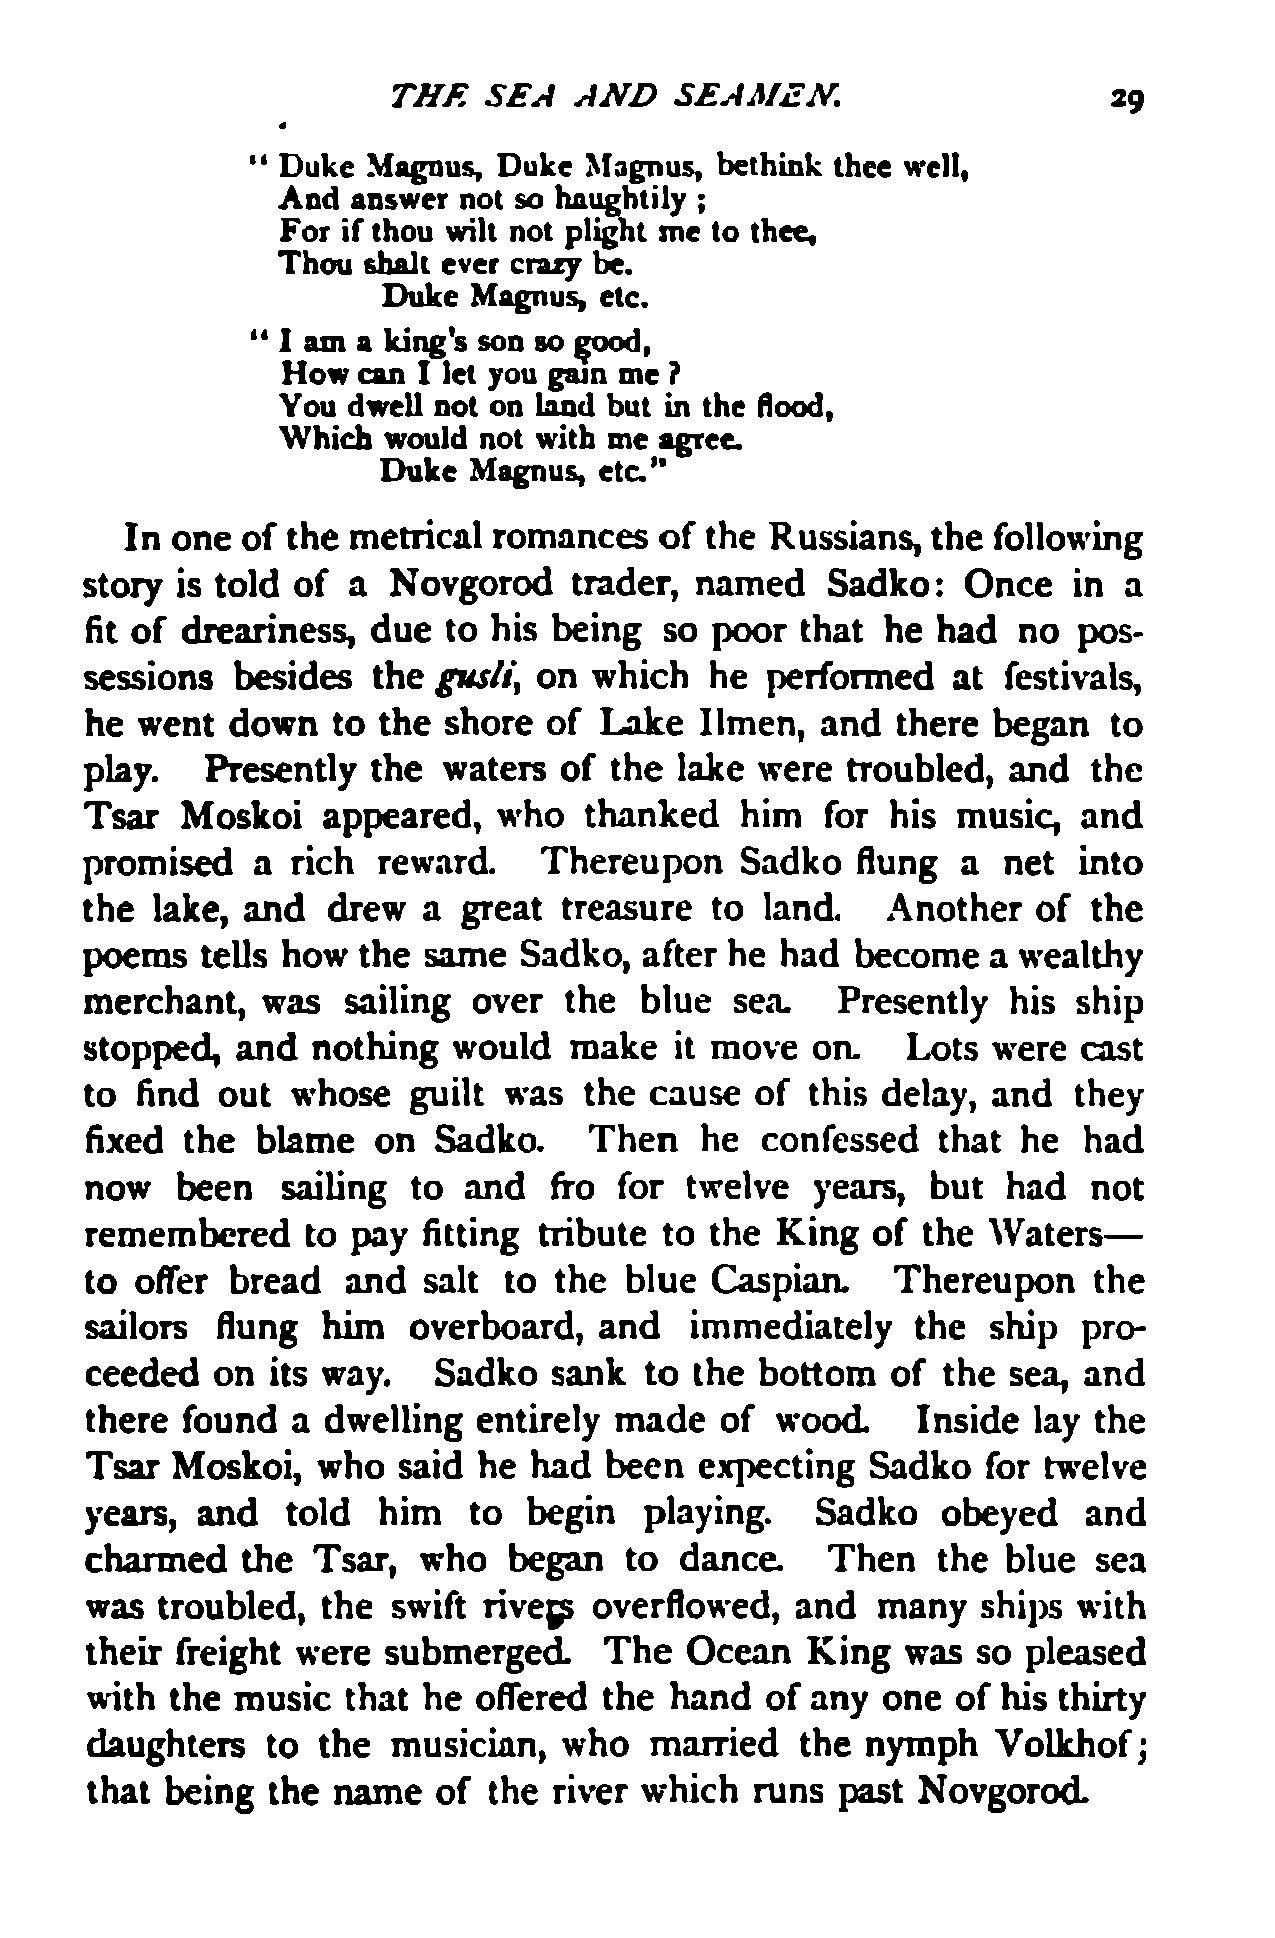 THE SEA AND SEAMEN. 29
" Duke Magnus, Duke Magnus, bethink thee well,
And answer not so haughtily ;
For if thou wilt not plight me to thee,
Thou shalt ever crazy be.
Duke Magnus, etc.
" I am a king's son so good,
How can I let you gain me ?
You dwell not on land but in the flood,
Which would not with me agree.
Duke Magnus, etc."
In one of the metrical romances of the Russians, the following
story is told of a Novgorod trader, named Sadko: Once in a
fit of dreariness, due to his being so poor that he had no pos-
sessions besides the gusli, on which he performed at festivals,
he went down to the shore of Lake Ilmen, and there began to
play. Presently the waters of the lake were troubled, and the
Tsar Moskoi appeared, who thanked him for his music, and
promised a rich reward. Thereupon Sadko flung a net into
the lake, and drew a great treasure to land. Another of the
poems tells how the same Sadko, after he had become a wealthy
merchant, was sailing over the blue sea. Presently his ship
stopped, and nothing would make it move on. Lots were cast
to find out whose guilt was the cause of this delay, and they
fixed the blame on Sadko. Then he confessed that he had
now been sailing to and fro for twelve years, but had not
remembered to pay fitting tribute to the King of the Waters—
to offer bread and salt to the blue Caspian. Thereupon the
sailors flung him overboard, and immediately the ship pro-
ceeded on its way. Sadko sank to the bottom of the sea, and
there found a dwelling entirely made of wood. Inside lay the
Tsar Moskoi, who said he had been expecting Sadko for twelve
years, and told him to begin playing. Sadko obeyed and
charmed the Tsar, who began to dance. Then the blue sea
was troubled, the swift rivers overflowed, and many ships with
their freight were submerged. The Ocean King was so pleased
with the music that he offered the hand of any one of his thirty
daughters to the musician, who married the nymph Volkhof;
that being the name of the river which runs past Novgorod.